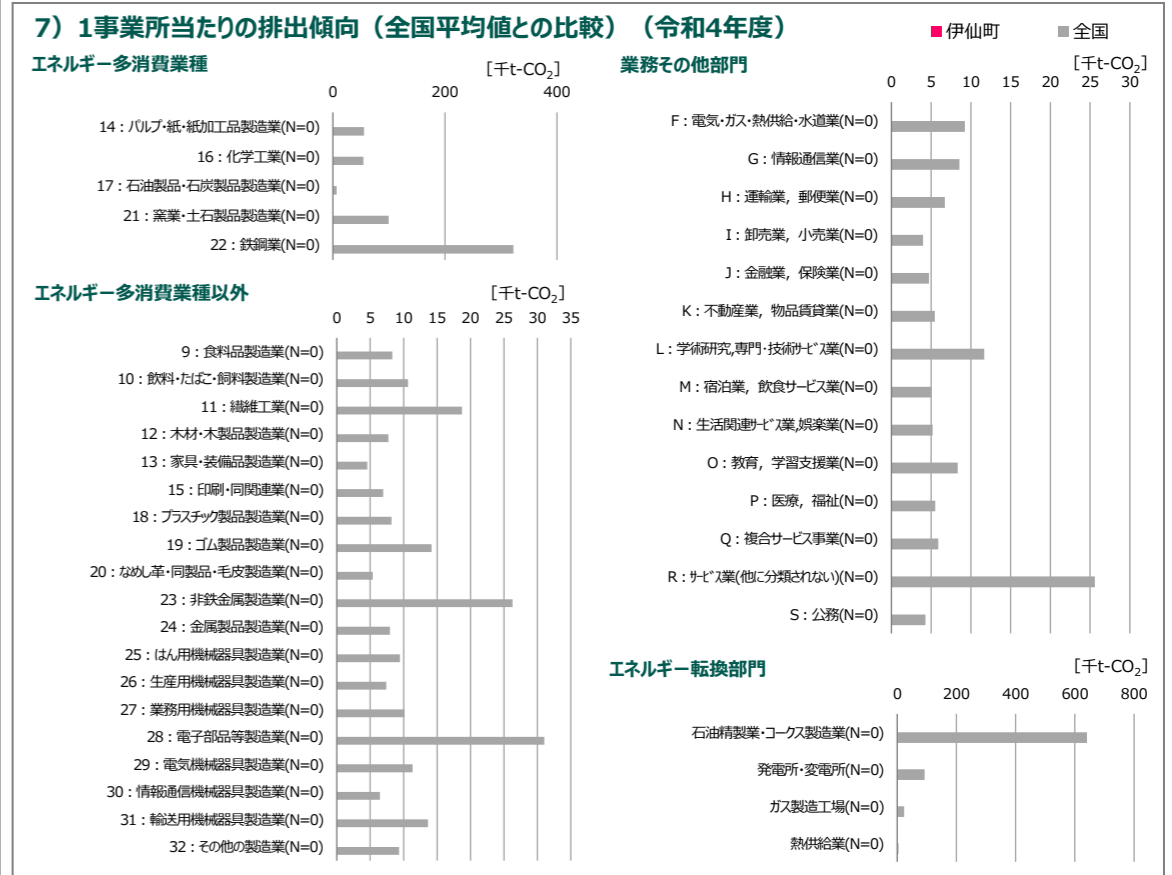 7）1事業所当たりの排出傾向（全国平均値との比較）（令和4年度）
伊仙町 全国
エネルギー多消費業種
[千t-CO2]
0 200 400
14：パルプ・紙・紙加工品製造業(N=0)
16：化学工業(N=0)
17：石油製品・石炭製品製造業(N=0)
21：窯業・土石製品製造業(N=0)
22：鉄鋼業(N=0)
エネルギー多消費業種以外
[千t-CO2]
0 5 10 15 20 25 30 35
9：食料品製造業(N=0)
10：飲料・たばこ・飼料製造業(N=0)
11：繊維工業(N=0)
12：木材・木製品製造業(N=0)
13：家具・装備品製造業(N=0)
15：印刷・同関連業(N=0)
18：プラスチック製品製造業(N=0)
19：ゴム製品製造業(N=0)
20：なめし革・同製品・毛皮製造業(N=0)
23：非鉄金属製造業(N=0)
24：金属製品製造業(N=0)
25：はん用機械器具製造業(N=0)
26：生産用機械器具製造業(N=0)
27：業務用機械器具製造業(N=0)
28：電子部品等製造業(N=0)
29：電気機械器具製造業(N=0)
30：情報通信機械器具製造業(N=0)
31：輸送用機械器具製造業(N=0)
32：その他の製造業(N=0)
業務その他部門
[千t-CO2]
0 5 10 15 20 25 30
F：電気・ガス・熱供給・水道業(N=0)
G：情報通信業(N=0)
H：運輸業，郵便業(N=0)
I：卸売業，小売業(N=0)
J：金融業，保険業(N=0)
K：不動産業，物品賃貸業(N=0)
L：学術研究,専門・技術ｻｰﾋﾞｽ業(N=0)
M：宿泊業，飲食サービス業(N=0)
N：生活関連ｻｰﾋﾞｽ業,娯楽業(N=0)
O：教育，学習支援業(N=0)
P：医療，福祉(N=0)
Q：複合サービス事業(N=0)
R：ｻｰﾋﾞｽ業(他に分類されない)(N=0)
S：公務(N=0)
エネルギー転換部門
[千t-CO2]
0 200 400 600 800
石油精製業・コークス製造業(N=0)
発電所・変電所(N=0)
ガス製造工場(N=0)
熱供給業(N=0)